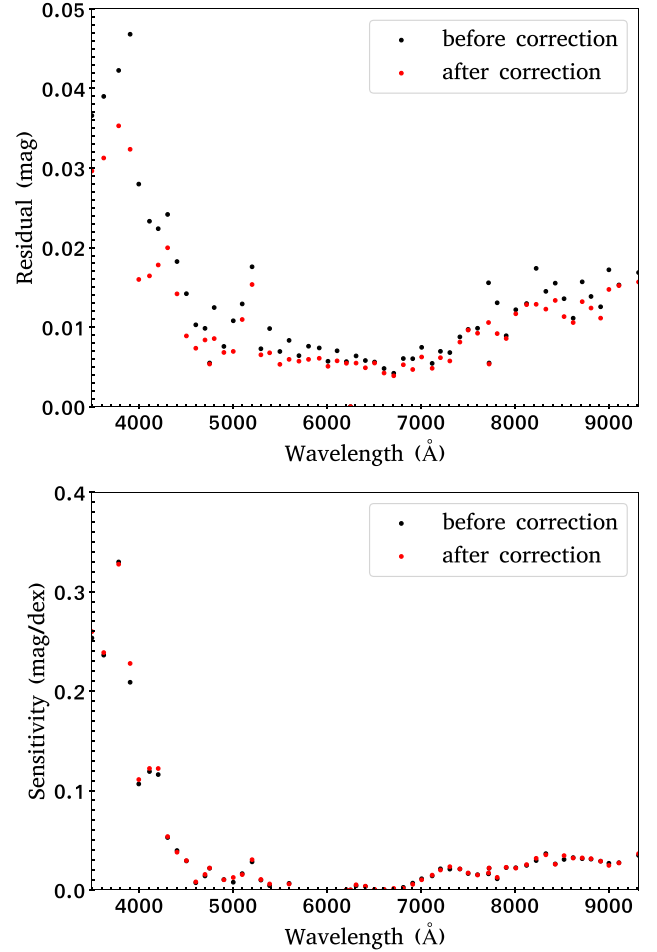 0.05
0.04
0.03
0.02
0.01
0.00
Residual (mag)
before correction
after correction
4000 5000 6000 7000 8000 9000
Wavelength (Å)
0.4
0.3
0.2
0.1
0.0
Sensitivity (mag/dex)
before correction
after correction
4000 5000 6000 7000 8000 9000
Wavelength (Å)